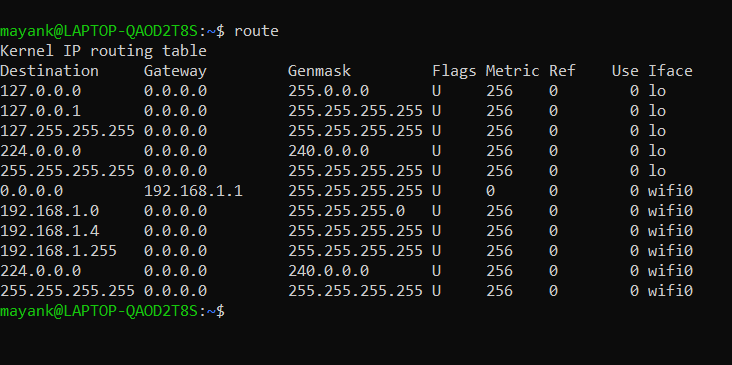 mayank@LAPTOP-QAOD2T8S:~$ route
Kernel IP routing table
Destination     Gateway         Genmask         Flags Metric Ref    Use Iface
127.0.0.0       0.0.0.0         255.0.0.0       U     256    0        0 lo
127.0.0.1       0.0.0.0         255.255.255.255 U     256    0        0 lo
127.255.255.255 0.0.0.0         255.255.255.255 U     256    0        0 lo
224.0.0.0       0.0.0.0         240.0.0.0       U     256    0        0 lo
255.255.255.255 0.0.0.0         255.255.255.255 U     256    0        0 lo
0.0.0.0         192.168.1.1     255.255.255.255 U     0      0        0 wifi0
192.168.1.0     0.0.0.0         255.255.255.0   U     256    0        0 wifi0
192.168.1.4     0.0.0.0         255.255.255.255 U     256    0        0 wifi0
192.168.1.255   0.0.0.0         255.255.255.255 U     256    0        0 wifi0
224.0.0.0       0.0.0.0         240.0.0.0       U     256    0        0 wifi0
255.255.255.255 0.0.0.0         255.255.255.255 U     256    0        0 wifi0
mayank@LAPTOP-QAOD2T8S:~$